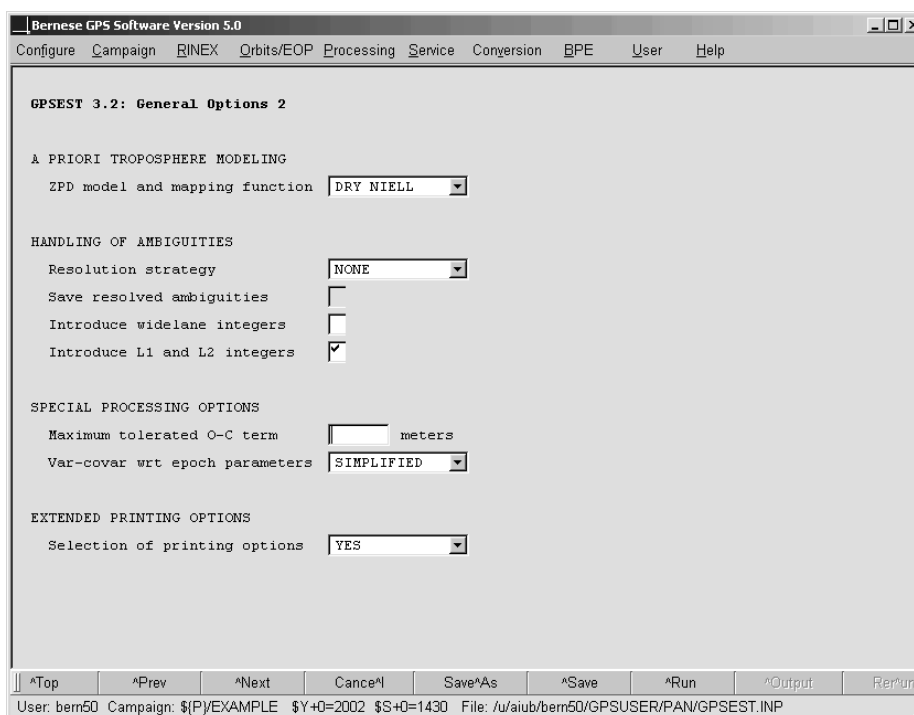 Bernese GPS Software Version 5.0
Configure Campaign RINEX Orbits/EOP Processing Service Conversion BPE User Help
GPSEST 3.2: General Options 2
A PRIORI TROPOSPHERE MODELING
ZPD model and mapping function DRY NIELL
HANDLING OF AMBIGUITIES
Resolution strategy NONE
Save resolved ambiguities
Introduce widelane integers
Introduce L1 and L2 integers
SPECIAL PROCESSING OPTIONS
Maximum tolerated O-C term meters
Var-covar wrt epoch parameters SIMPLIFIED
EXTENDED PRINTING OPTIONS
Selection of printing options YES
^Top ^Prev ^Next Cance^l Save^As ^Save ^Run ^Output Rer^un
User: bern50 Campaign: ${P}/EXAMPLE $Y+0=2002 $S+0=1430 File: /u/aiub/bern50/GPSUSER/PAN/GPSEST.INP